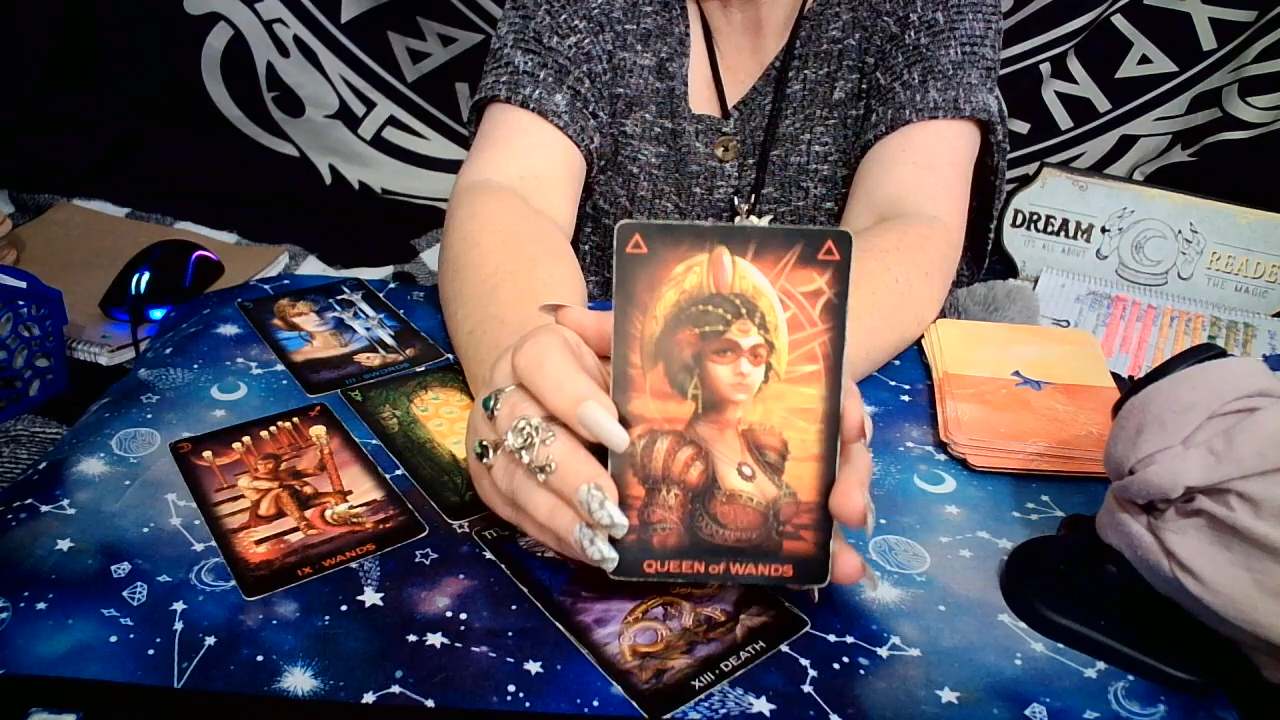 DREAM
IT'S ALL ABOUT
READE
THE MAGIC
III · SWORDS
IX · WANDS
QUEEN of WANDS
XIII · DEATH